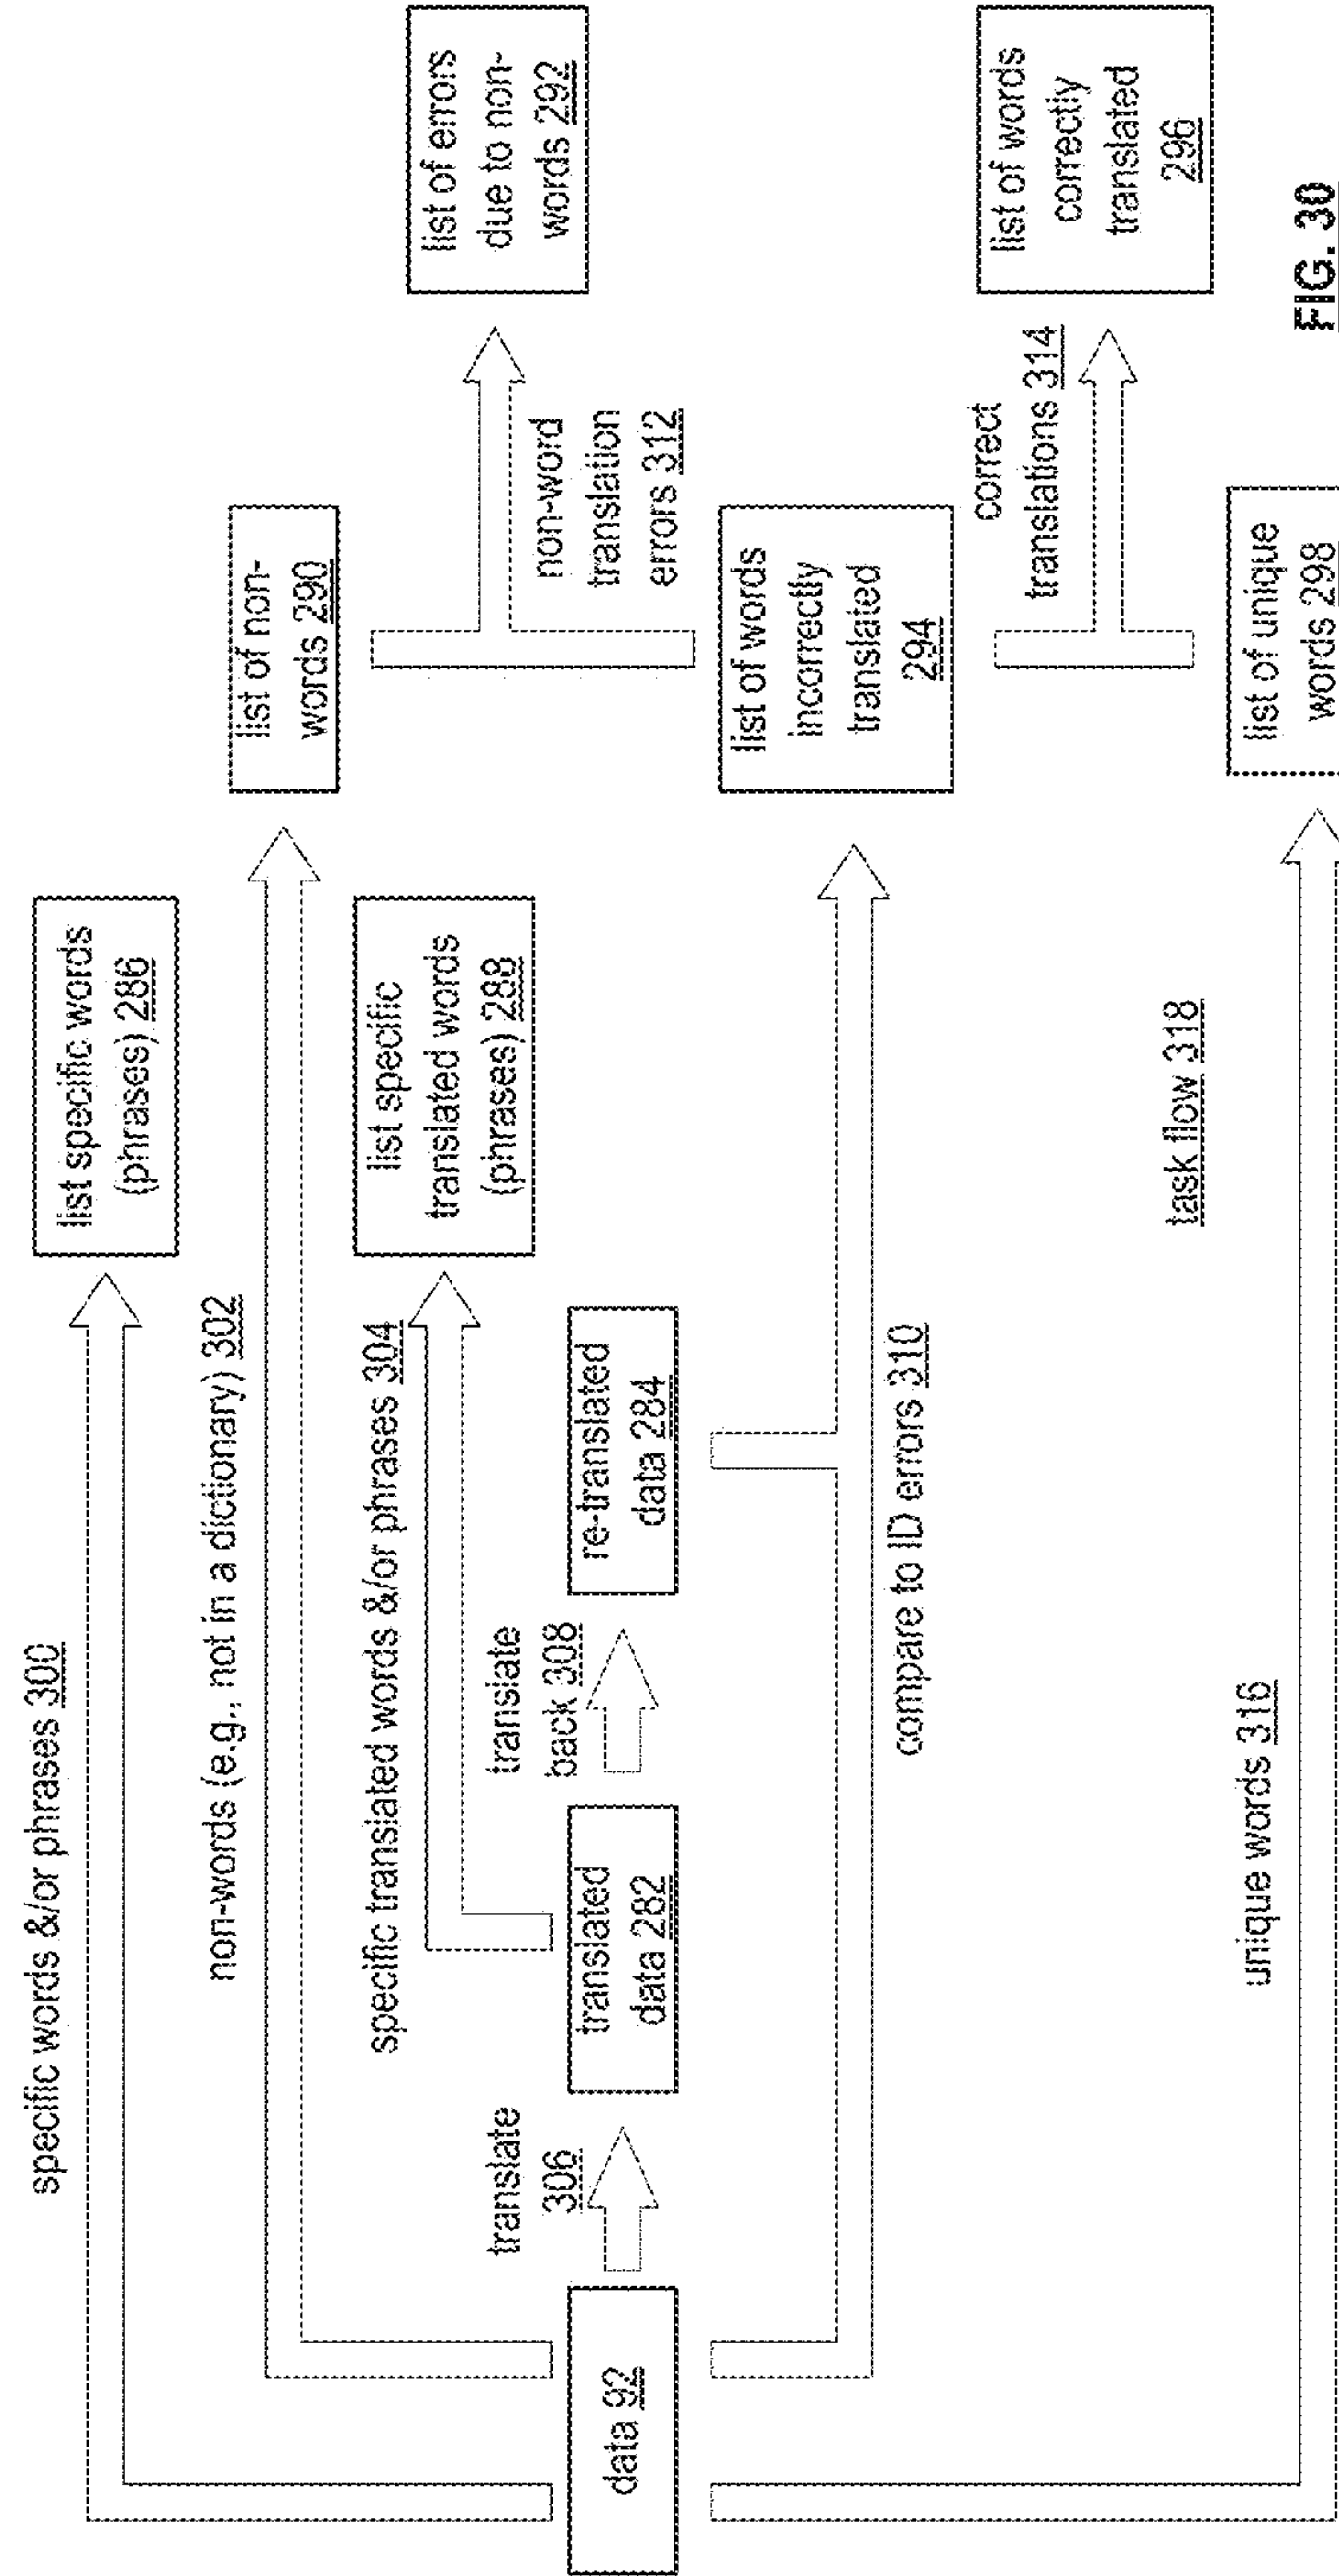 specific words &/or phrases 300
list specific words
(phrases) 286
non-words (e.g., not in a dictionary) 302
list of non-
words 290
specific translated words &/or phrases 304
list specific
translated words
(phrases) 288
list of errors
due to non-
words 292
non-word
translation
errors 312
data 92
translate
306
translated
data 282
translate
back 308
re-translated
data 284
compare to ID errors 310
list of words
incorrectly
translated
294
correct
translations 314
list of words
correctly
translated
296
task flow 318
unique words 316
list of unique
words 298
FIG. 30